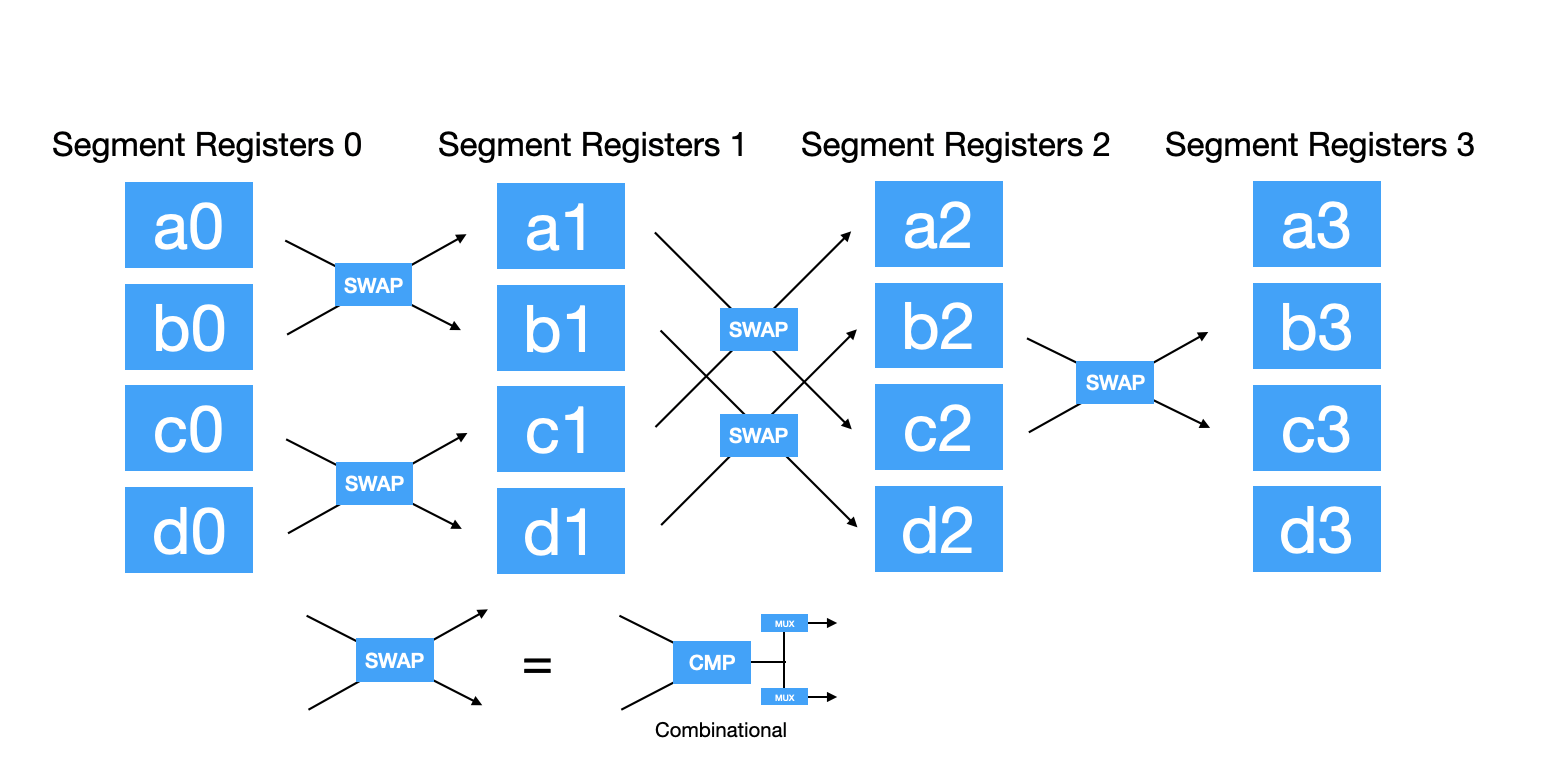 Segment Registers 0
Segment Registers 1
Segment Registers 2
Segment Registers 3
a0
a1
a2
a3
SWAP
b0
b1
SWAP
b2
b3
SWAP
c0
c1
SWAP
c2
c3
SWAP
d0
d1
d2
d3
SWAP
=
CMP
MUX
MUX
Combinational